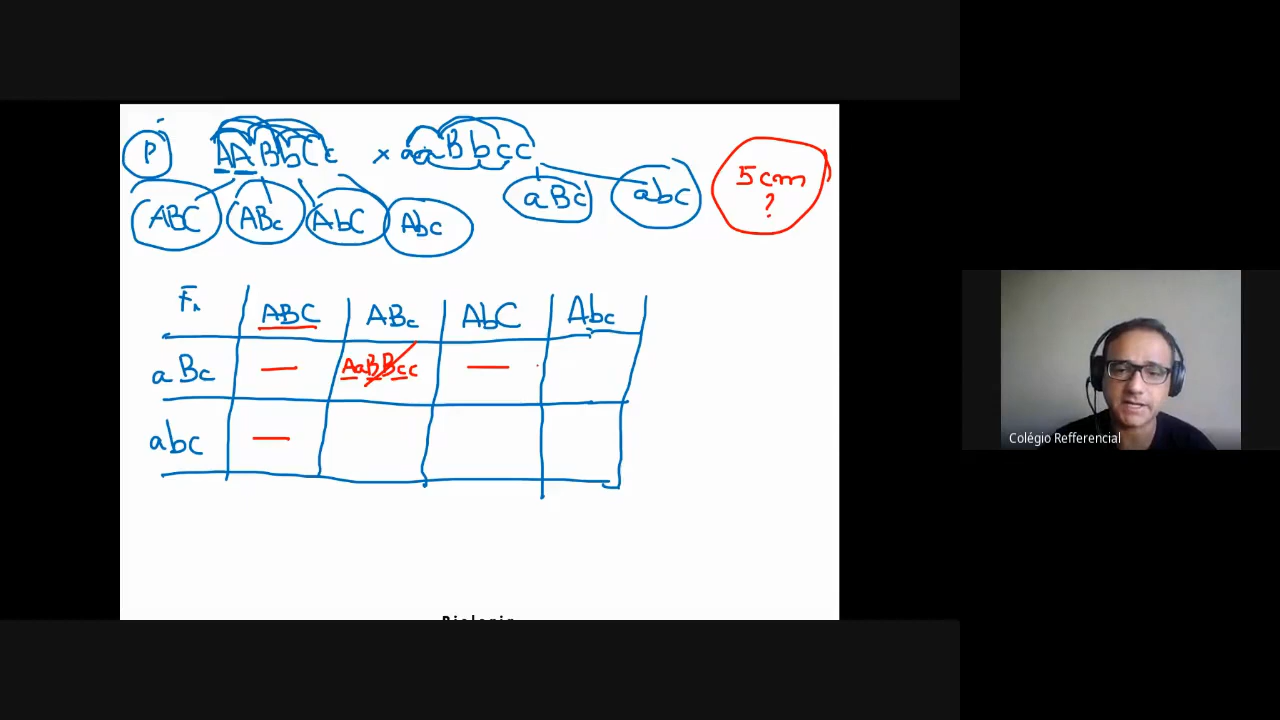 P AABbCc x aaBbcc 5cm
?
ABC ABc AbC Abc aBc abc
F₁ ABC ABc AbC Abc
aBc — AaBBcc —
abc —
Colégio Refferencial